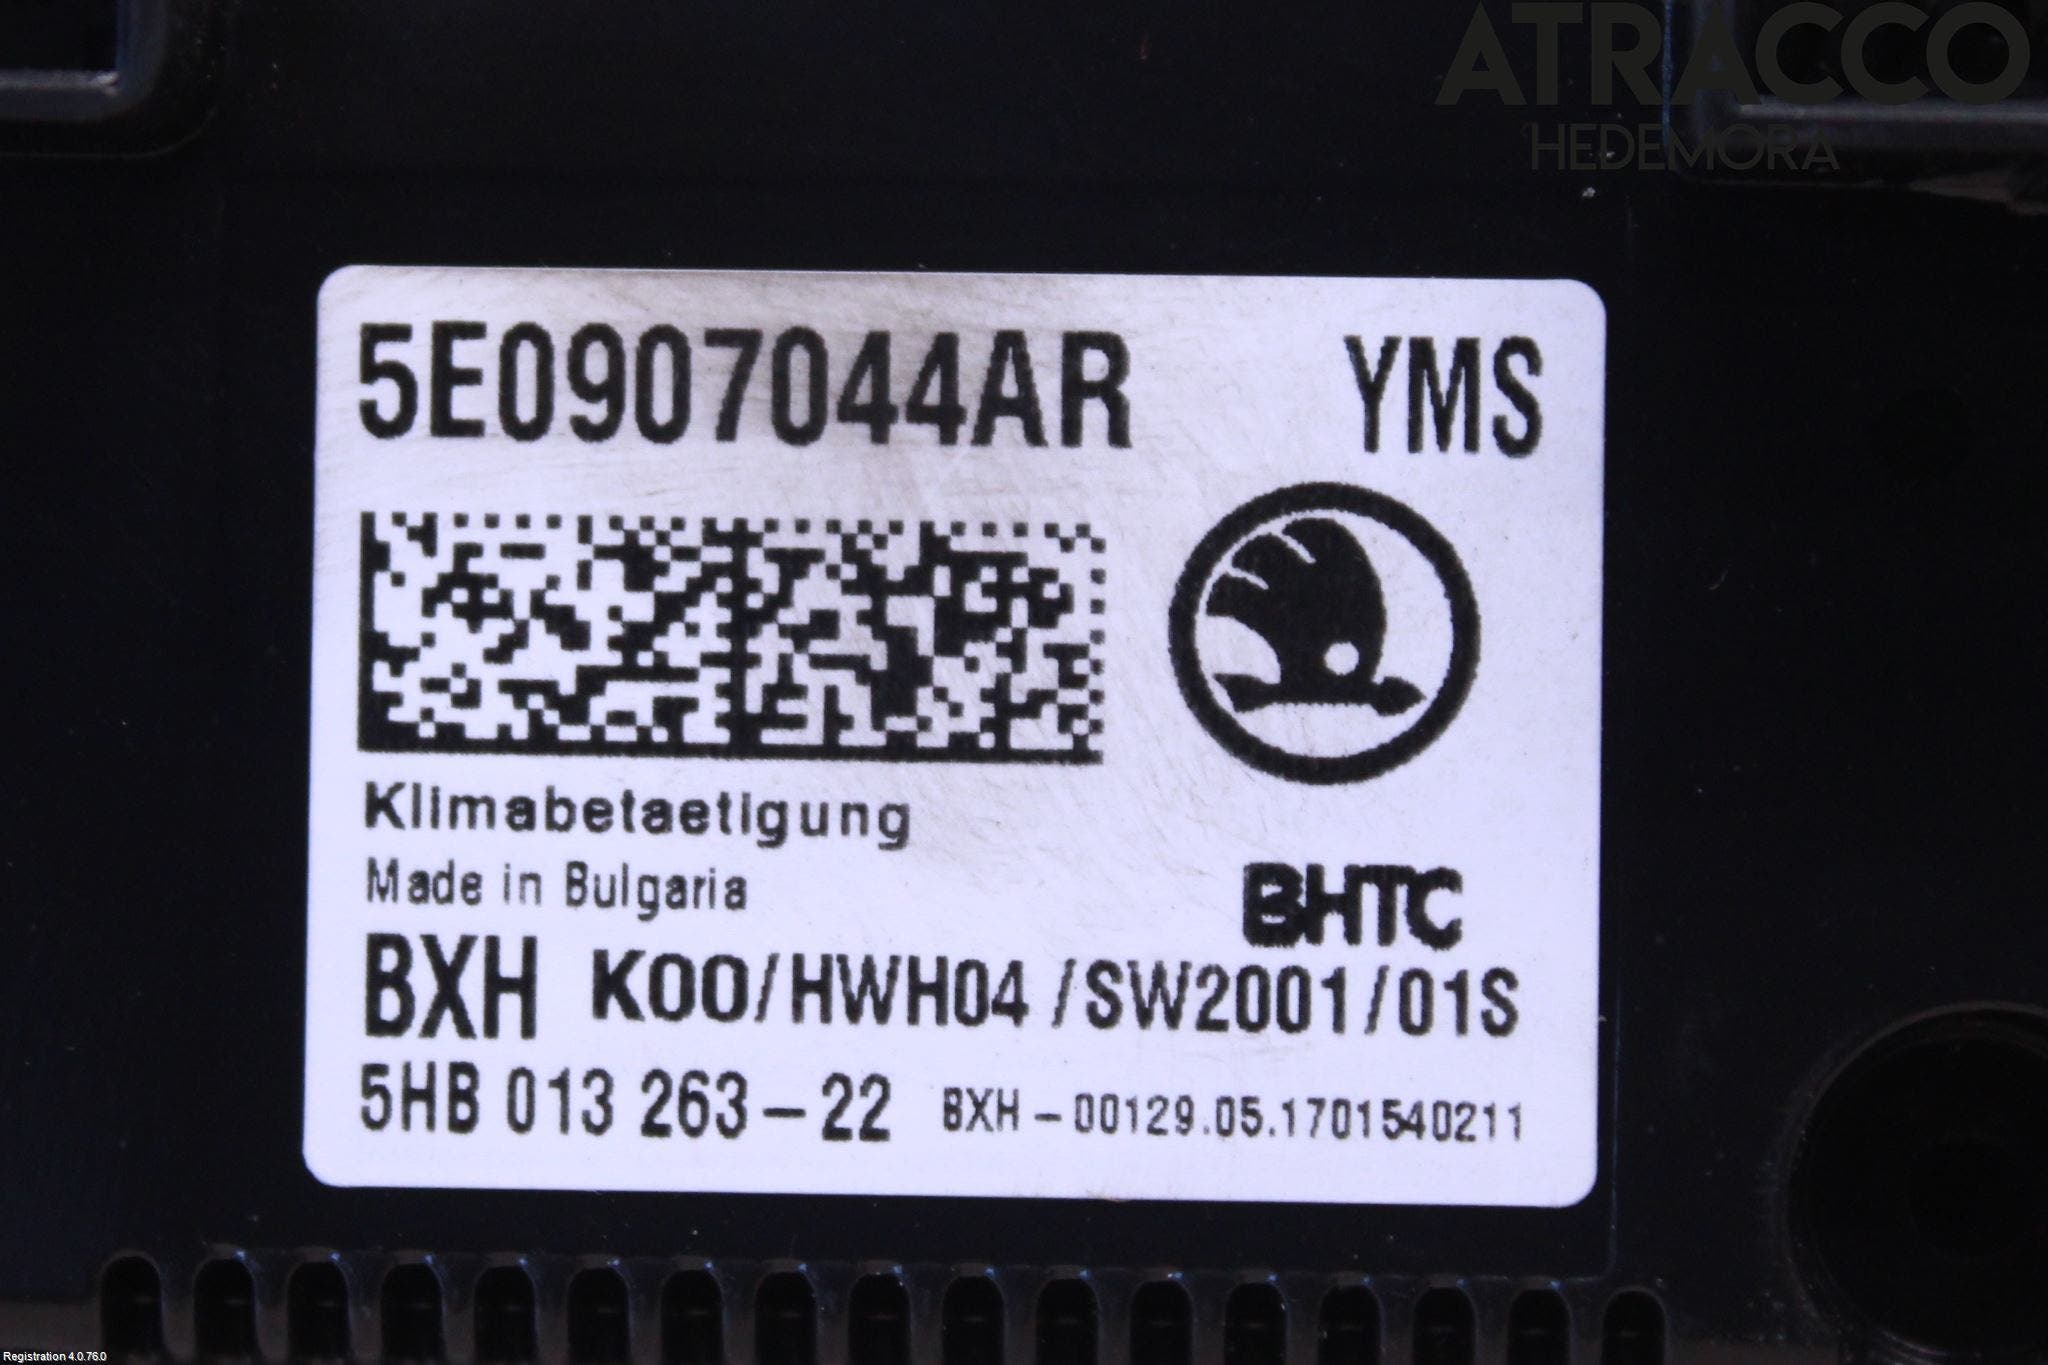 ATRACCO
HEDEMORA
5E0907044AR YMS
Klimabetaetigung
Made in Bulgaria
BHTC
BXH K00/HWH04 /SW2001/01S
5HB 013 263-22 BXH-00129.05.1701540211
Registration 4.0.76.0